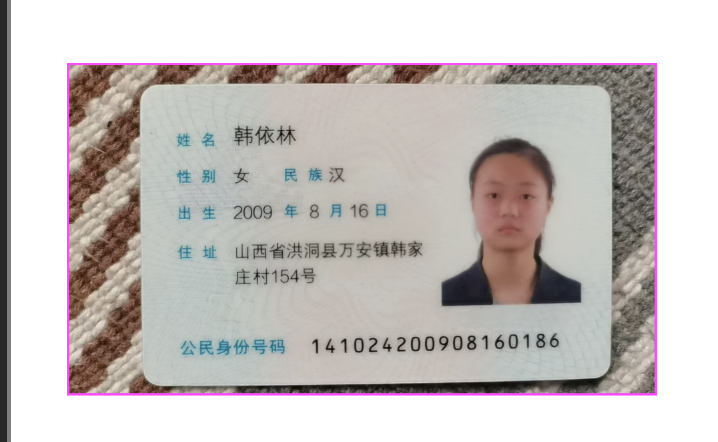 姓名 韩依林
性别 女 民族 汉
出生 2009 年 8 月 16 日
住址 山西省洪洞县万安镇韩家
庄村154号
公民身份号码 141024200908160186